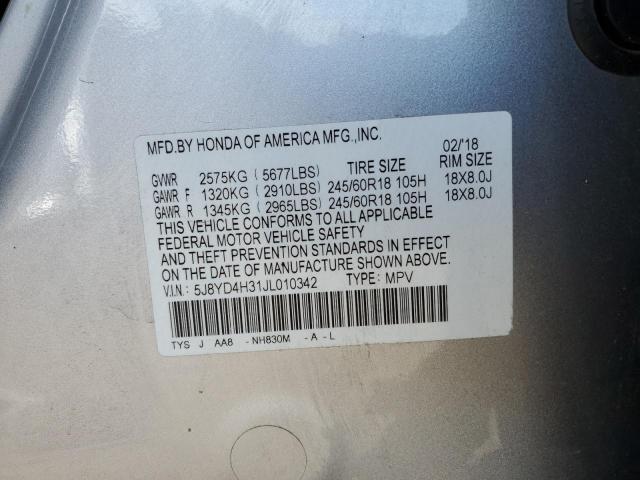 MFD.BY HONDA OF AMERICA MFG.,INC. 02/'18
GVWR 2575KG ( 5677LBS) TIRE SIZE RIM SIZE
GAWR F 1320KG ( 2910LBS) 245/60R18 105H 18X8.0J
GAWR R 1345KG ( 2965LBS) 245/60R18 105H 18X8.0J
THIS VEHICLE CONFORMS TO ALL APPLICABLE
FEDERAL MOTOR VEHICLE SAFETY
AND THEFT PREVENTION STANDARDS IN EFFECT
ON THE DATE OF MANUFACTURE SHOWN ABOVE.
V.I.N.: 5J8YD4H31JL010342 TYPE: MPV
TYS J AA8 - NH830M - A - L